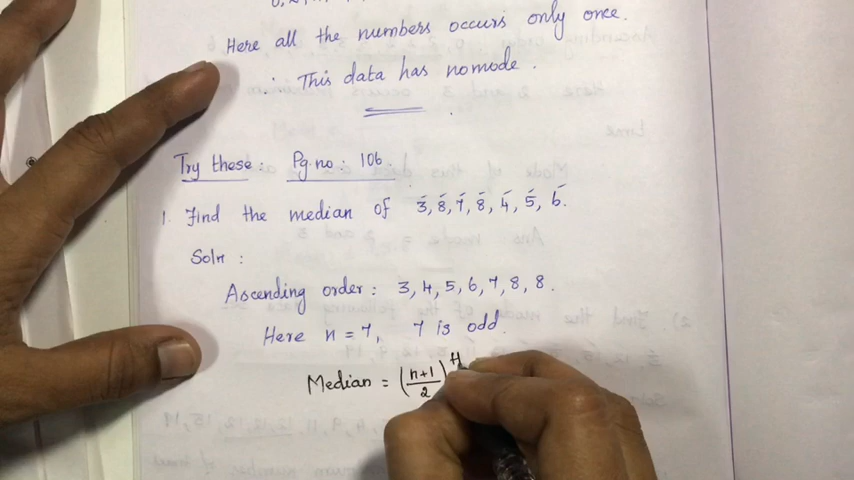 Here all the numbers occurs only once.
∴ This data has no mode.
Try these: Pg.no: 106.
1. Find the median of 3, 8, 7, 8, 4, 5, 6.
Soln :
Ascending order: 3, 4, 5, 6, 7, 8, 8.
Here n = 7, 7 is odd.
Median = (n+1/2)th